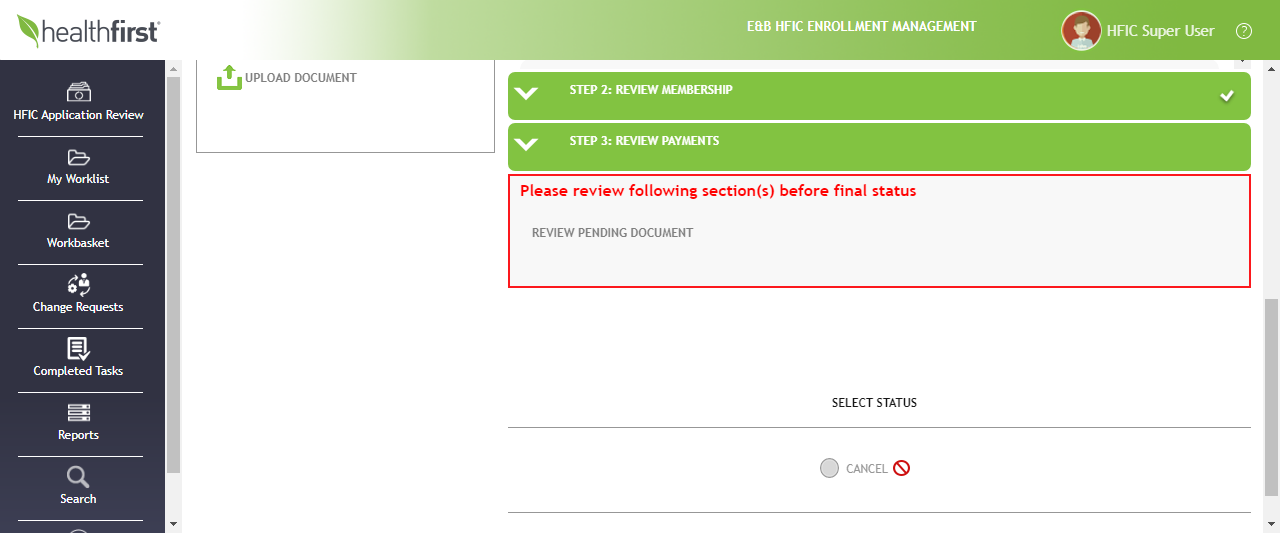 healthfirst
E&B HFIC ENROLLMENT MANAGEMENT
HFIC Super User
?
HFIC Application Review
My Worklist
Workbasket
Change Requests
Completed Tasks
Reports
Search
UPLOAD DOCUMENT
STEP 2: REVIEW MEMBERSHIP
STEP 3: REVIEW PAYMENTS
Please review following section(s) before final status
REVIEW PENDING DOCUMENT
SELECT STATUS
CANCEL